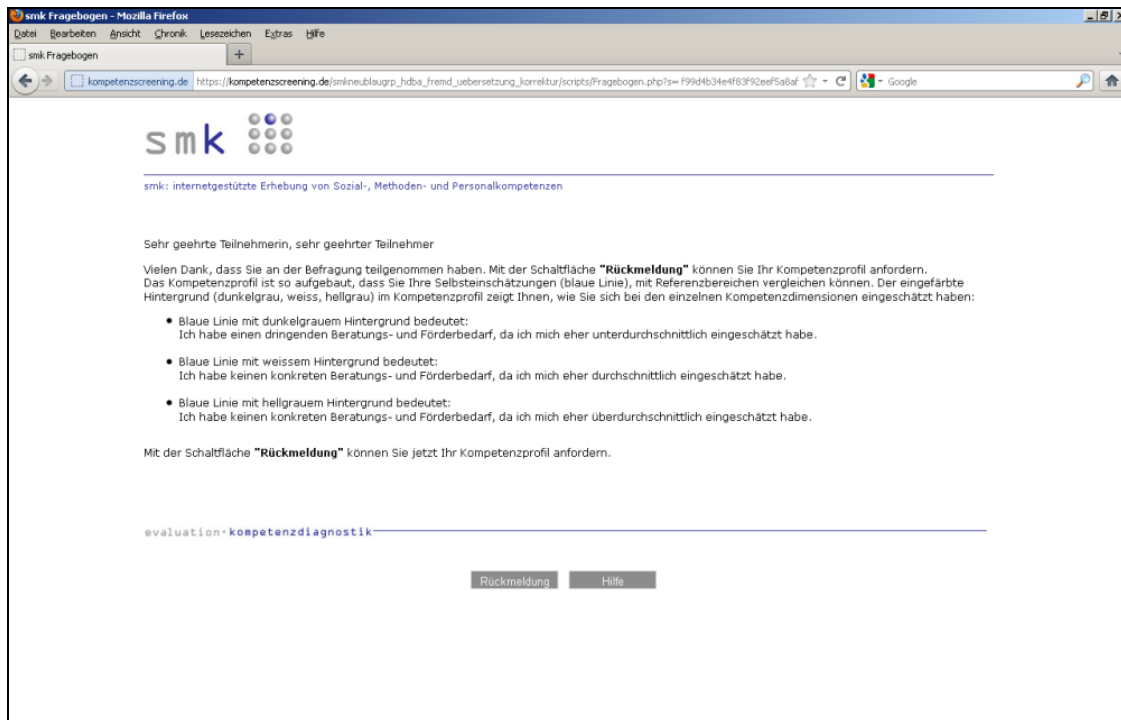 smk Fragebogen - Mozilla Firefox
Datei Bearbeiten Ansicht Chronik Lesezeichen Extras Hilfe
smk Fragebogen +
kompetenzscreening.de https://kompetenzscreening.de/smkneublaugrp_hdba_fremd_uebersetzung_korrektur/scripts/Fragebogen.php?s=f99d4b34e4f83f92eef5a8af Google
smk
smk: internetgestützte Erhebung von Sozial-, Methoden- und Personalkompetenzen
Sehr geehrte Teilnehmerin, sehr geehrter Teilnehmer
Vielen Dank, dass Sie an der Befragung teilgenommen haben. Mit der Schaltfläche "Rückmeldung" können Sie Ihr Kompetenzprofil anfordern.
Das Kompetenzprofil ist so aufgebaut, dass Sie Ihre Selbsteinschätzungen (blaue Linie), mit Referenzbereichen vergleichen können. Der eingefärbte
Hintergrund (dunkelgrau, weiss, hellgrau) im Kompetenzprofil zeigt Ihnen, wie Sie sich bei den einzelnen Kompetenzdimensionen eingeschätzt haben:
• Blaue Linie mit dunkelgrauem Hintergrund bedeutet:
Ich habe einen dringenden Beratungs- und Förderbedarf, da ich mich eher unterdurchschnittlich eingeschätzt habe.
• Blaue Linie mit weissem Hintergrund bedeutet:
Ich habe keinen konkreten Beratungs- und Förderbedarf, da ich mich eher durchschnittlich eingeschätzt habe.
• Blaue Linie mit hellgrauem Hintergrund bedeutet:
Ich habe keinen konkreten Beratungs- und Förderbedarf, da ich mich eher überdurchschnittlich eingeschätzt habe.
Mit der Schaltfläche "Rückmeldung" können Sie jetzt Ihr Kompetenzprofil anfordern.
evaluation·kompetenzdiagnostik
Rückmeldung Hilfe